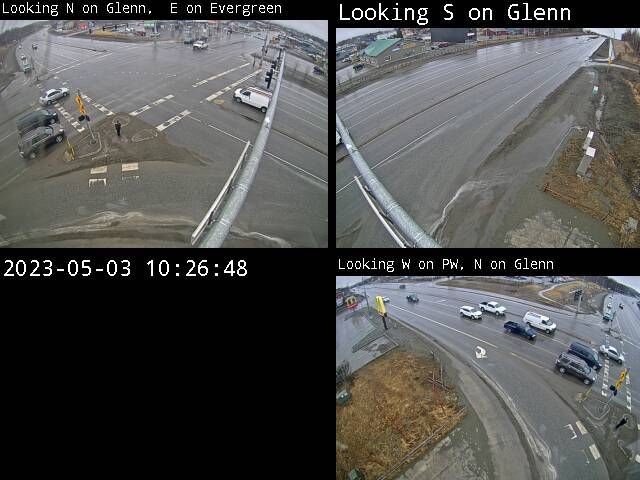 Looking N on Glenn,  E on Evergreen
Looking S on Glenn
2023-05-03 10:26:48
Looking W on PW, N on Glenn